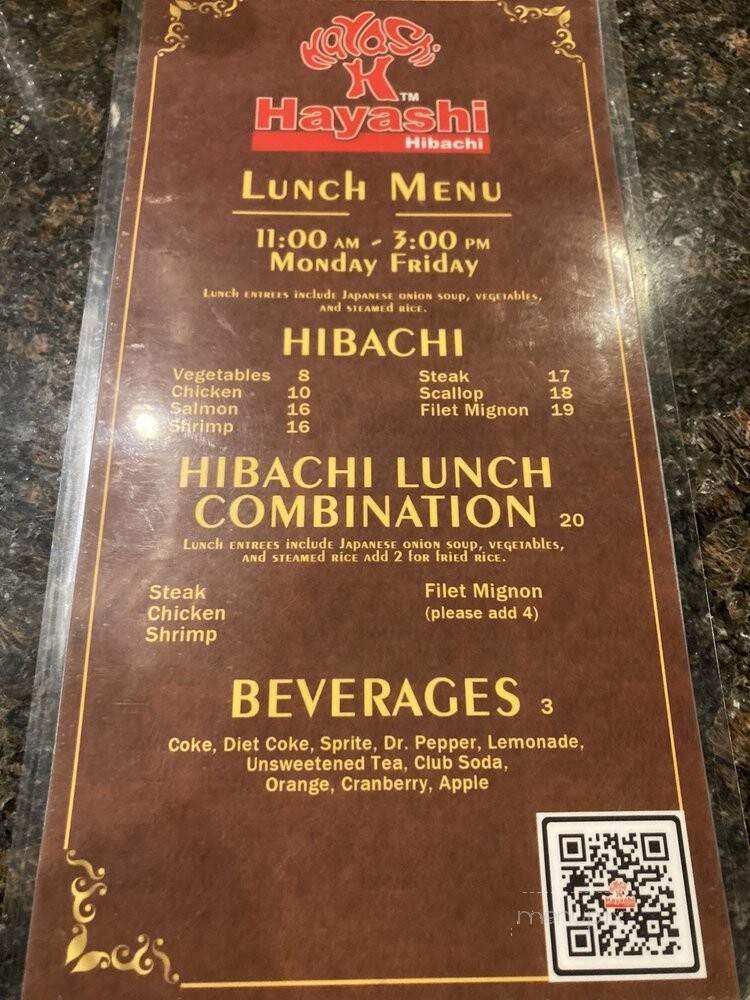 Hayashi
H
Hayashi™
Hibachi
LUNCH MENU
11:00 AM - 3:00 PM
MONDAY FRIDAY
LUNCH ENTREES INCLUDE JAPANESE ONION SOUP, VEGETABLES,
AND STEAMED RICE.
HIBACHI
Vegetables 8
Chicken 10
Salmon 16
Shrimp 16
Steak 17
Scallop 18
Filet Mignon 19
HIBACHI LUNCH
COMBINATION 20
LUNCH ENTREES INCLUDE JAPANESE ONION SOUP, VEGETABLES,
AND STEAMED RICE ADD 2 FOR FRIED RICE.
Steak
Chicken
Shrimp
Filet Mignon
(please add 4)
BEVERAGES 3
Coke, Diet Coke, Sprite, Dr. Pepper, Lemonade,
Unsweetened Tea, Club Soda,
Orange, Cranberry, Apple
Hayashi